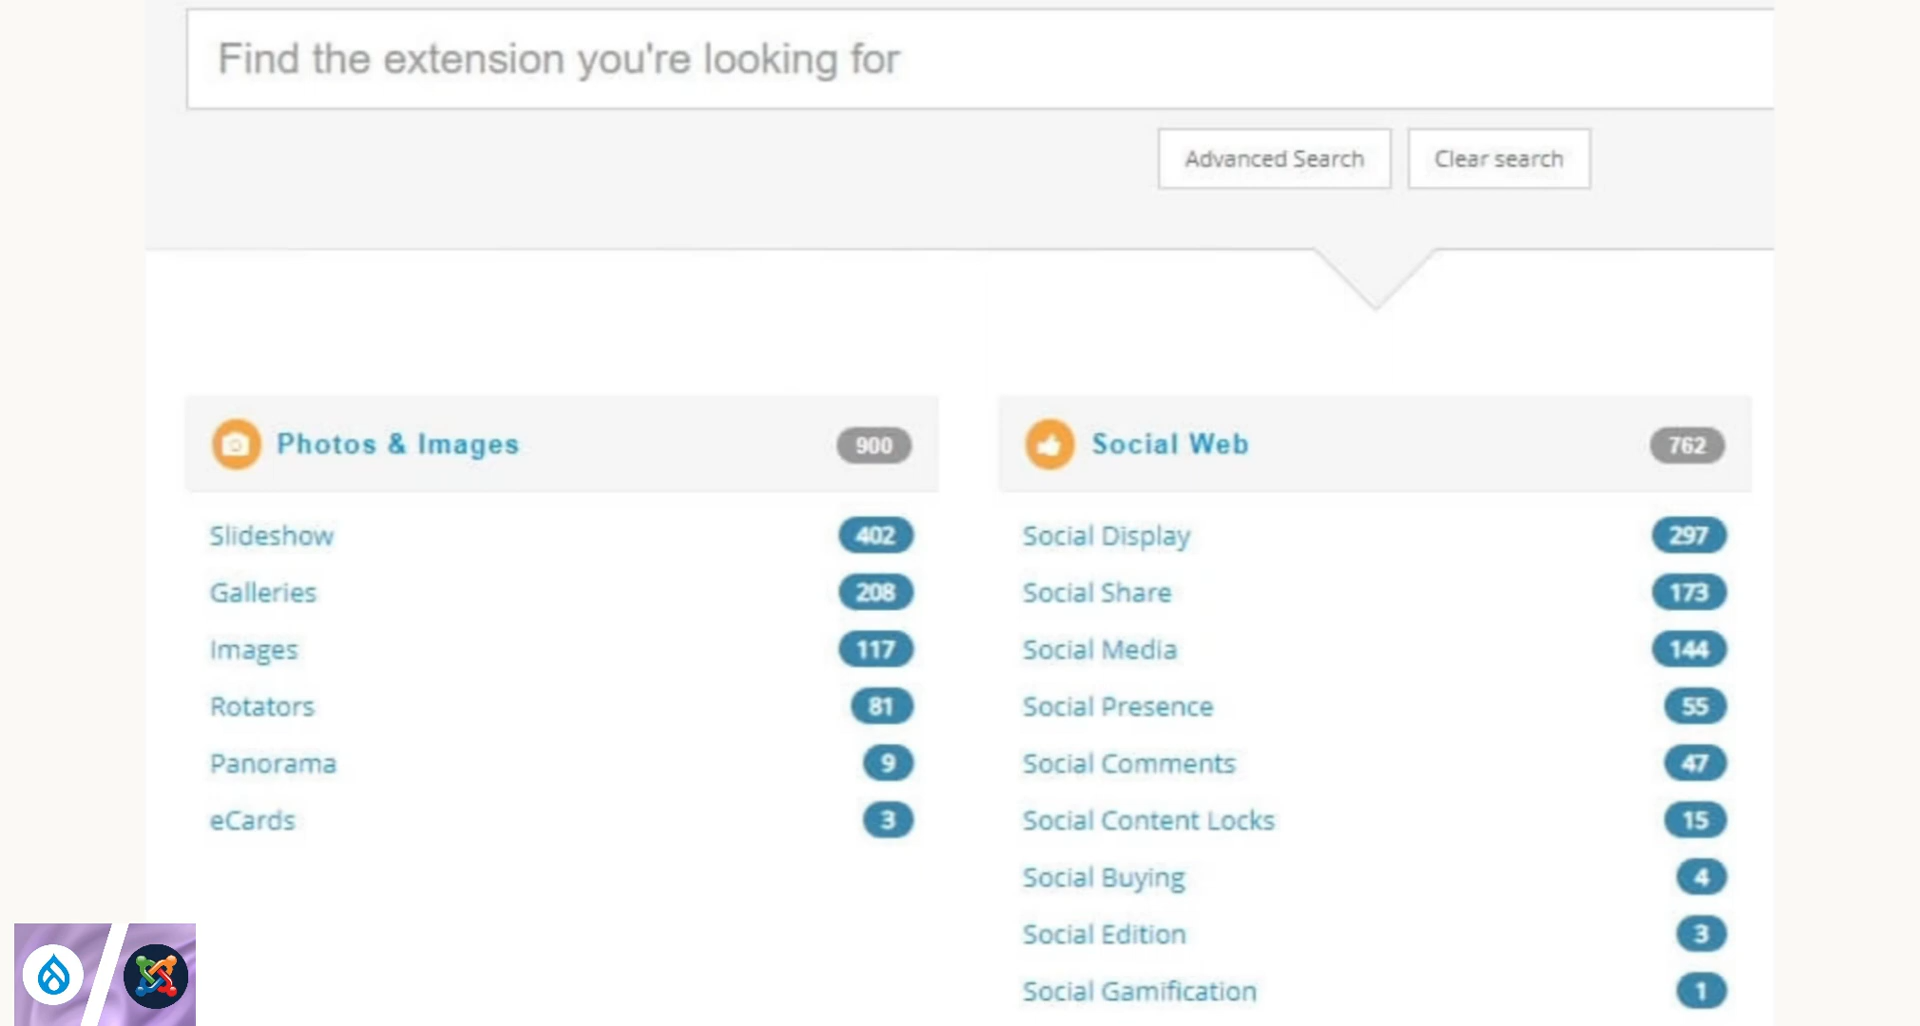 Find the extension you're looking for
Advanced Search
Clear search
Photos & Images 900
Slideshow 402
Galleries 208
Images 117
Rotators 81
Panorama 9
eCards 3
Social Web 762
Social Display 297
Social Share 173
Social Media 144
Social Presence 55
Social Comments 47
Social Content Locks 15
Social Buying 4
Social Edition 3
Social Gamification 1